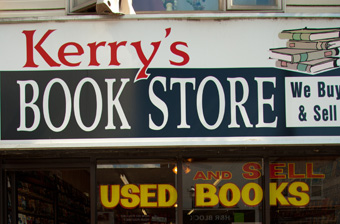 Kerry's
BOOK STORE
We Buy
& Sell
AND SELL
USED BOOKS